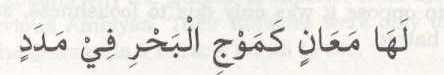 لَهَا مَعَانٍ كَمَوْجِ الْبَحْرِ فِيْ مَدَدٍ